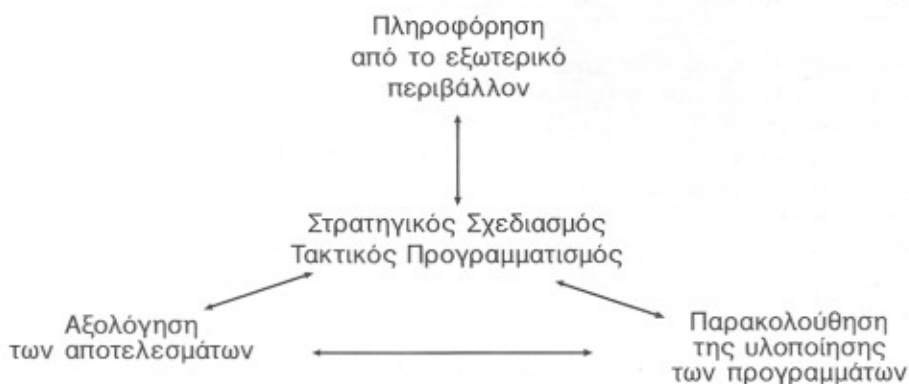 Πληροφόρηση
από το εξωτερικό
περιβάλλον
Στρατηγικός Σχεδιασμός
Τακτικός Προγραμματισμός
Αξολόγηση
των αποτελεσμάτων
Παρακολούθηση
της υλοποίησης
των προγραμμάτων